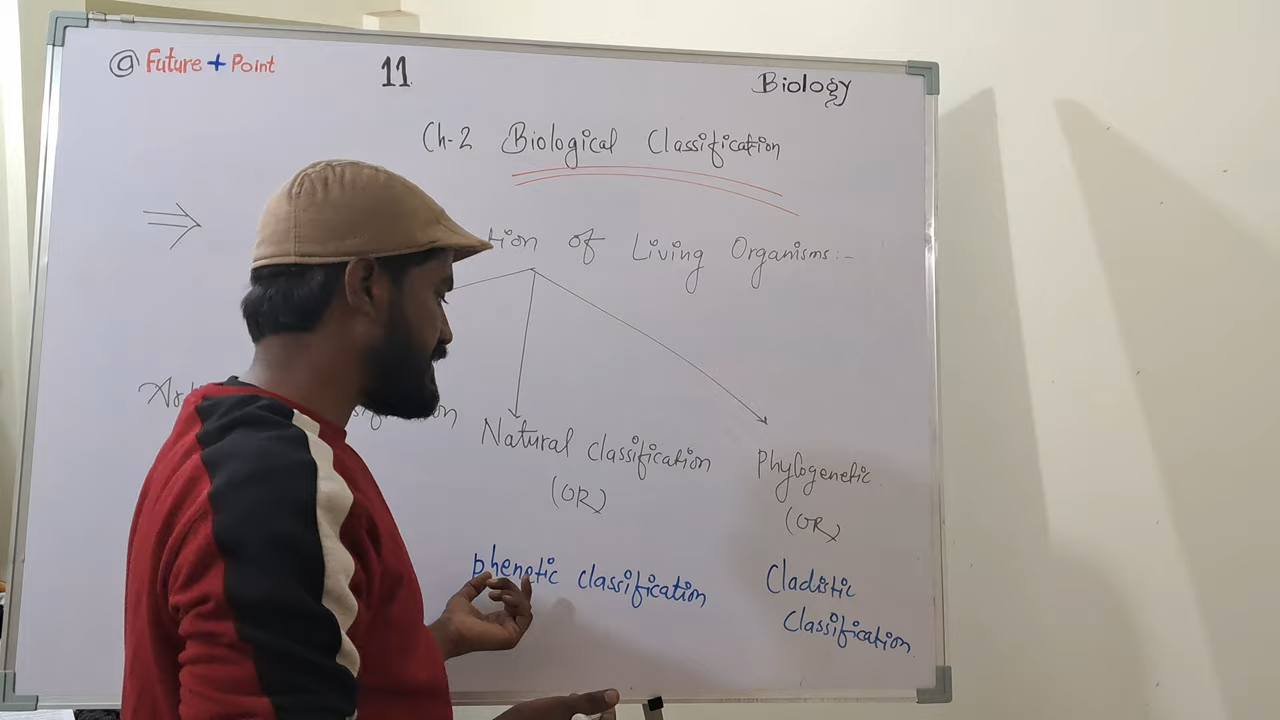 @ Future + Point 11 Biology
Ch-2 Biological Classification
⇒ tion of Living Organisms:-
Natural classification
(OR)
phenetic classification
Phylogenetic
(OR)
Cladistic
Classification